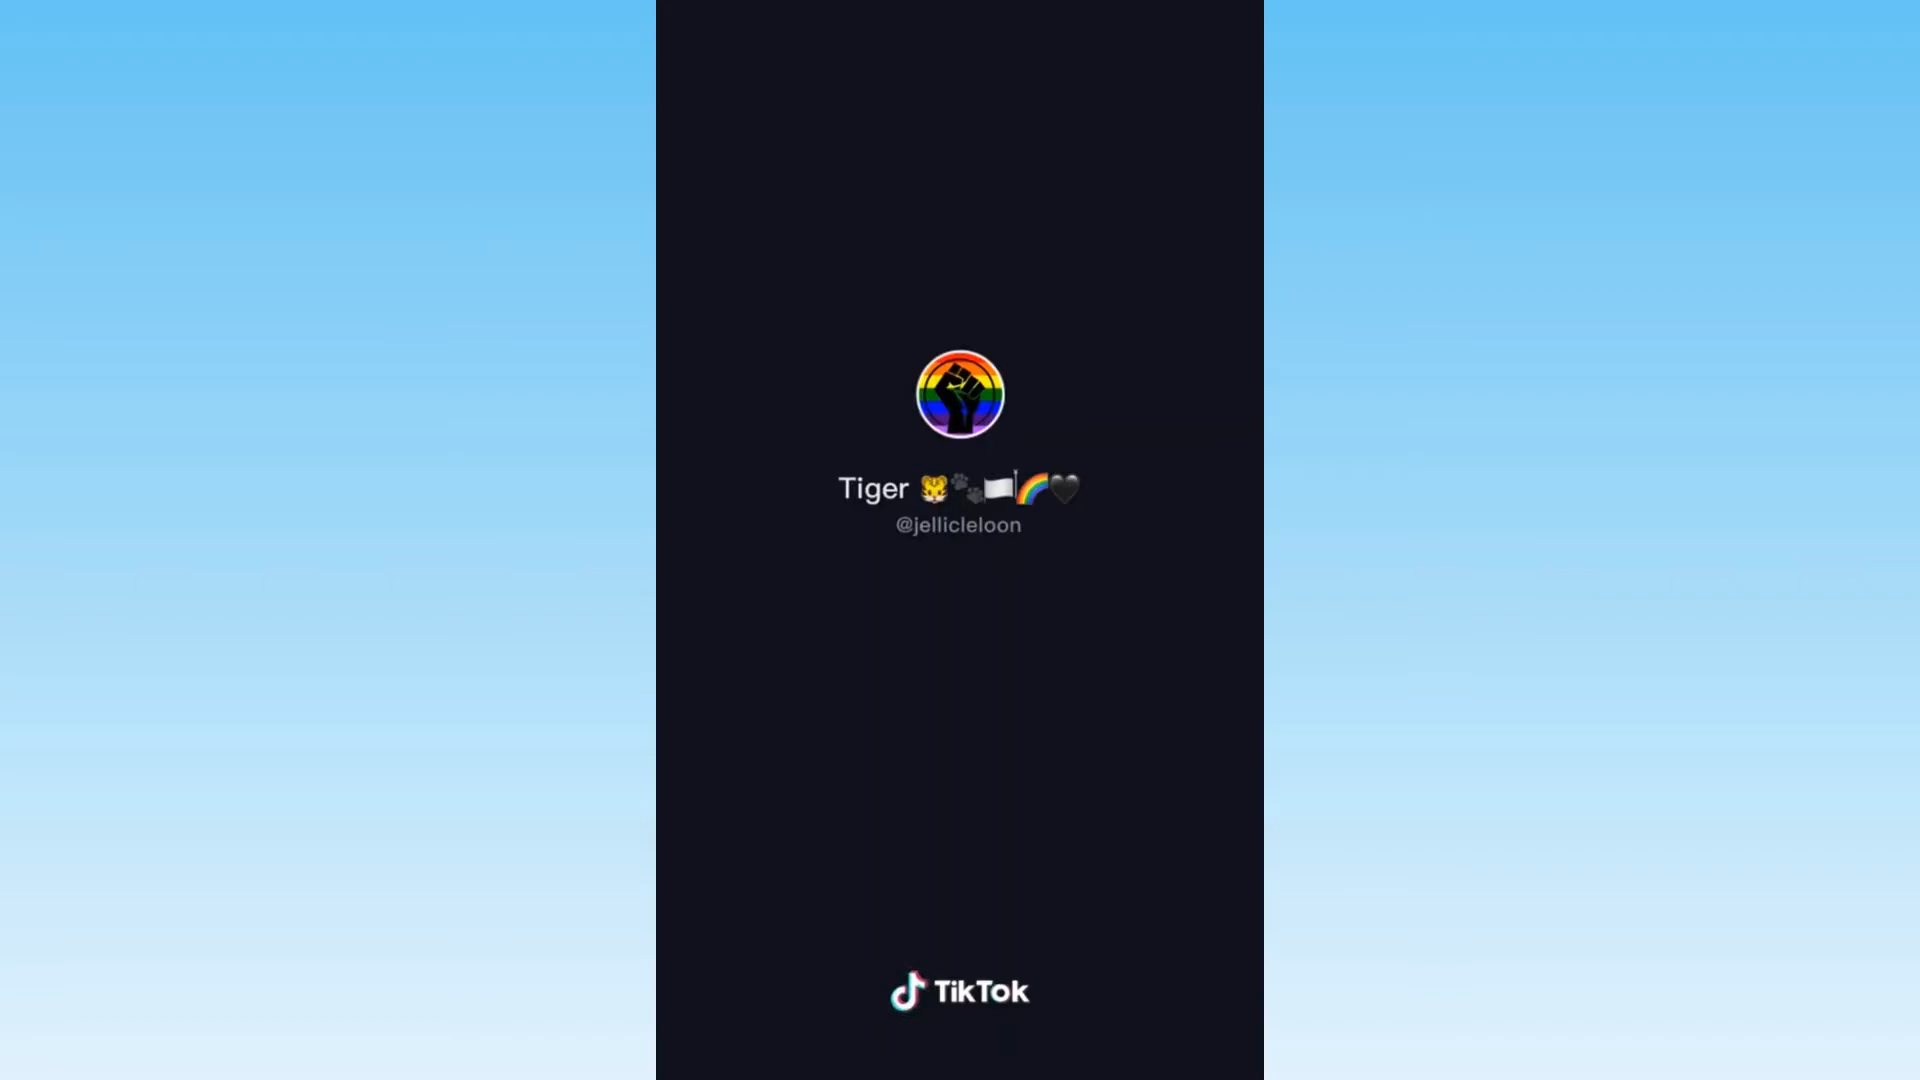 Tiger 🐯🐾🏳️🌈🖤
@jellicleloon
TikTok